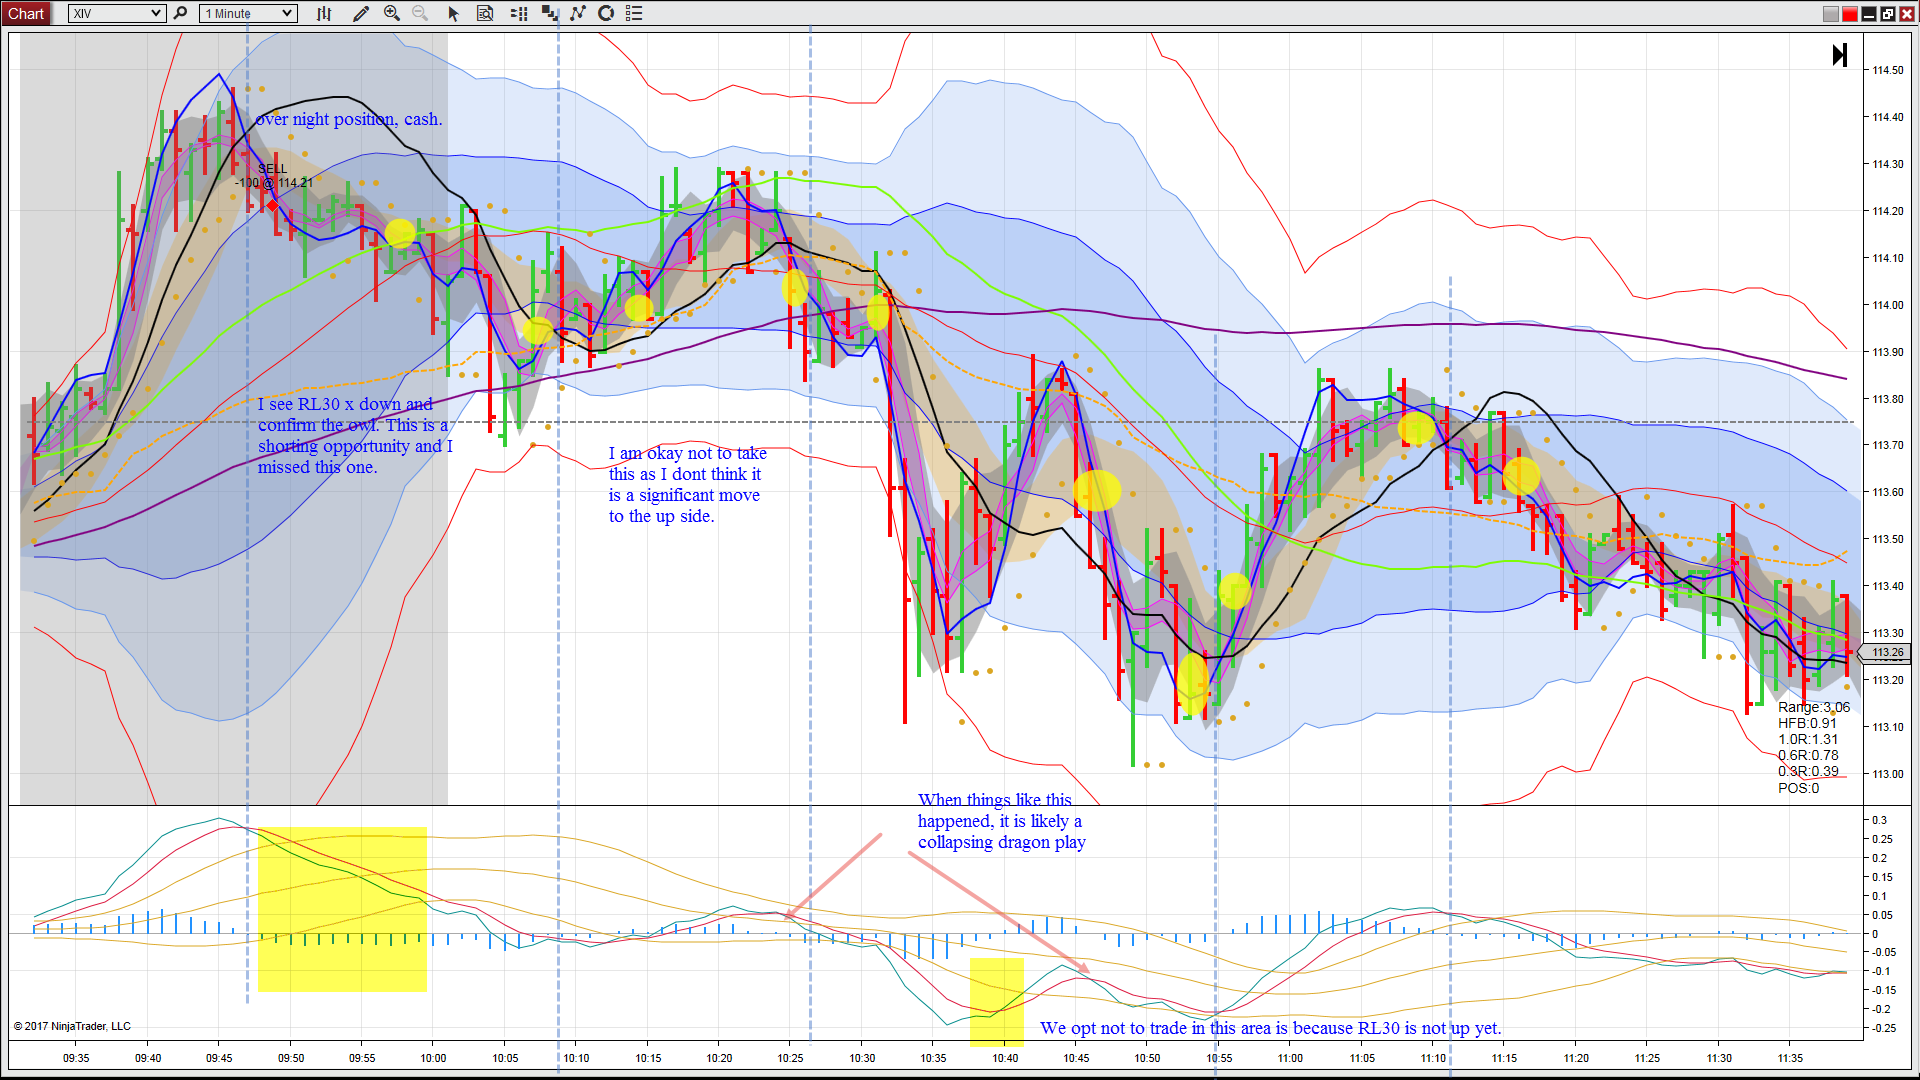 Chart XIV 1 Minute
114.50
over night position, cash.
114.40
114.30
SELL
-100 @ 114.21
114.20
114.10
114.00
113.90
I see RL30 x down and
confirm the owl. This is a
shorting opportunity and I
missed this one.
113.80
I am okay not to take
this as I dont think it
is a significant move
to the up side.
113.70
113.60
113.50
113.40
113.30
113.26
113.20
Range:3.06
HFB:0.91
1.0R:1.31
0.6R:0.78
0.3R:0.39
POS:0
113.10
113.00
When things like this
happened, it is likely a
collapsing dragon play
0.3
0.25
0.2
0.15
0.1
0.05
0
-0.05
-0.1
-0.15
-0.2
-0.25
We opt not to trade in this area is because RL30 is not up yet.
© 2017 NinjaTrader, LLC
09:35 09:40 09:45 09:50 09:55 10:00 10:05 10:10 10:15 10:20 10:25 10:30 10:35 10:40 10:45 10:50 10:55 11:00 11:05 11:10 11:15 11:20 11:25 11:30 11:35